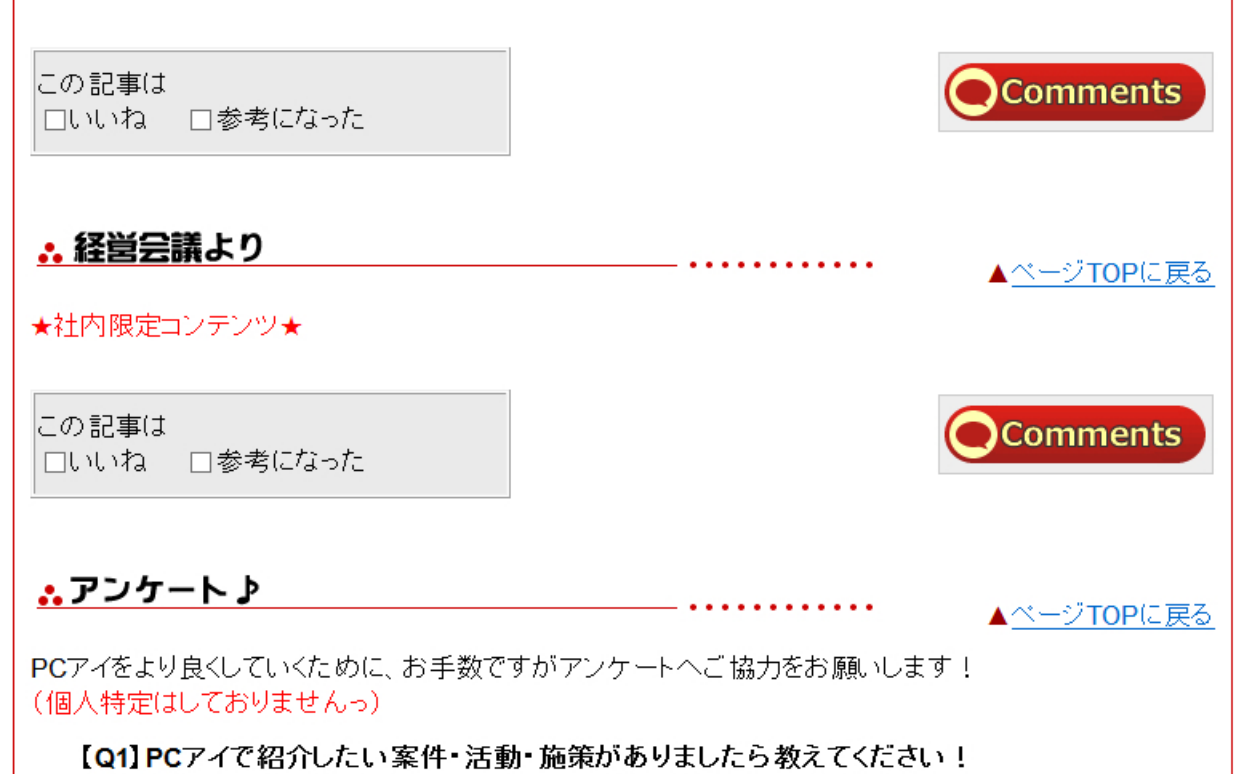 この記事は
Comments
□いいね □参考になった
経営会議より
▲ページTOPに戻る
★社内限定コンテンツ★
この記事は
Comments
□いいね □参考になった
アンケート♪
▲ページTOPに戻る
PCアイをより良くしていくために、お手数ですがアンケートへご協力をお願いします！
（個人特定はしておりませんっ）
【Q1】PCアイで紹介したい案件・活動・施策がありましたら教えてください！